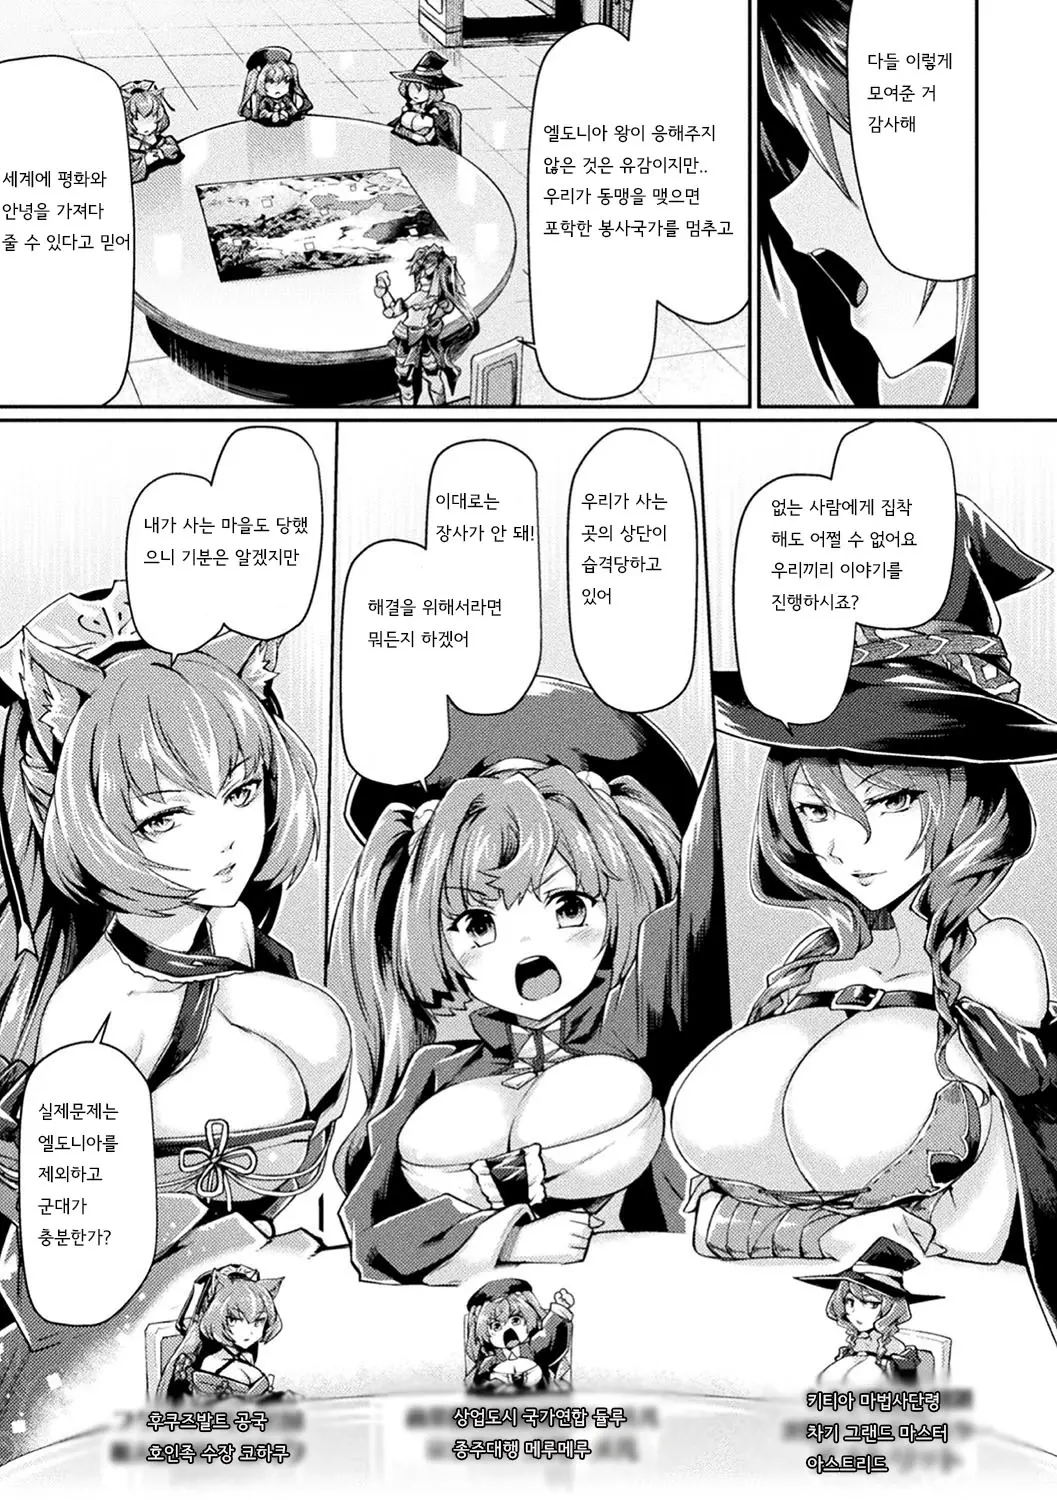 다들 이렇게
모여준 거
감사해
엘도니아 왕이 응해주지
않은 것은 유감이지만..
우리가 동맹을 맺으면
포학한 봉사국가를 멈추고
세계에 평화와
안녕을 가져다
줄 수 있다고 믿어
없는 사람에게 집착
해도 어쩔 수 없어요
우리끼리 이야기를
진행하시죠?
우리가 사는
곳의 상단이
습격당하고
있어
이대로는
장사가 안 돼!
해결을 위해서라면
뭐든지 하겠어
내가 사는 마을도 당했
으니 기분은 알겠지만
실제문제는
엘도니아를
제외하고
군대가
충분한가?
키티아 마법사단령
차기 그랜드 마스터
아스트리드
상업도시 국가연합 듈루
종주대행 메루메루
후쿠즈발트 공국
호인족 수장 코하쿠